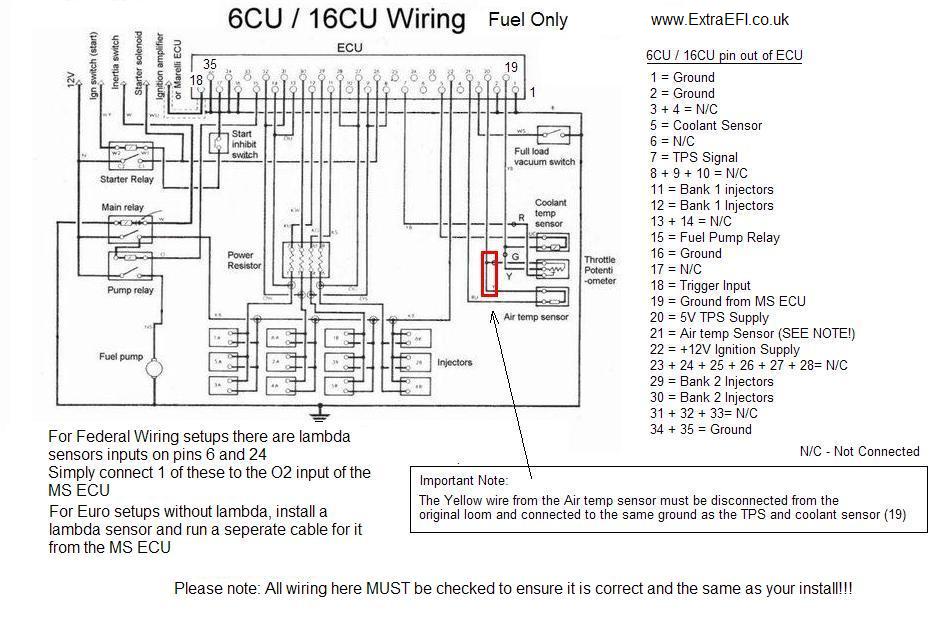 6CU / 16CU Wiring Fuel Only
www.ExtraEFI.co.uk
ECU
12V
Ign switch (start)
Inertia switch
Starter solenoid
Ignition amplifier
or Marelli ECU
35
18
19
1
Start
inhibit
switch
Starter Relay
Main relay
Pump relay
Fuel pump
Power
Resistor
Full load
vacuum switch
Coolant
temp
sensor
R
G
Y
Throttle
Potenti
-ometer
Air temp sensor
Injectors
6CU / 16CU pin out of ECU
1 = Ground
2 = Ground
3 + 4 = N/C
5 = Coolant Sensor
6 = N/C
7 = TPS Signal
8 + 9 + 10 = N/C
11 = Bank 1 injectors
12 = Bank 1 Injectors
13 + 14 = N/C
15 = Fuel Pump Relay
16 = Ground
17 = N/C
18 = Trigger Input
19 = Ground from MS ECU
20 = 5V TPS Supply
21 = Air temp Sensor (SEE NOTE!)
22 = +12V Ignition Supply
23 + 24 + 25 + 26 + 27 + 28= N/C
29 = Bank 2 Injectors
30 = Bank 2 Injectors
31 + 32 + 33= N/C
34 + 35 = Ground
N/C - Not Connected
For Federal Wiring setups there are lambda
sensors inputs on pins 6 and 24
Simply connect 1 of these to the O2 input of the
MS ECU
For Euro setups without lambda, install a
lambda sensor and run a seperate cable for it
from the MS ECU
Important Note:
The Yellow wire from the Air temp sensor must be disconnected from the
original loom and connected to the same ground as the TPS and coolant sensor (19)
Please note: All wiring here MUST be checked to ensure it is correct and the same as your install!!!